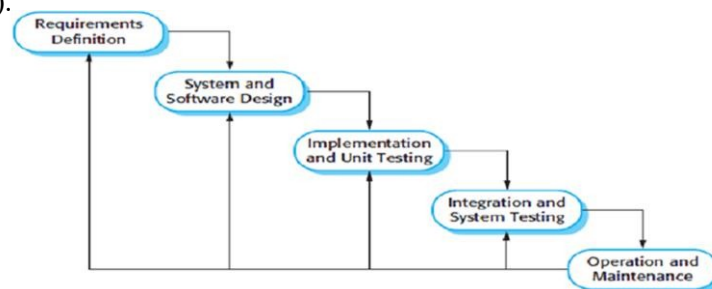 ).
Requirements
Definition
System and
Software Design
Implementation
and Unit Testing
Integration and
System Testing
Operation and
Maintenance